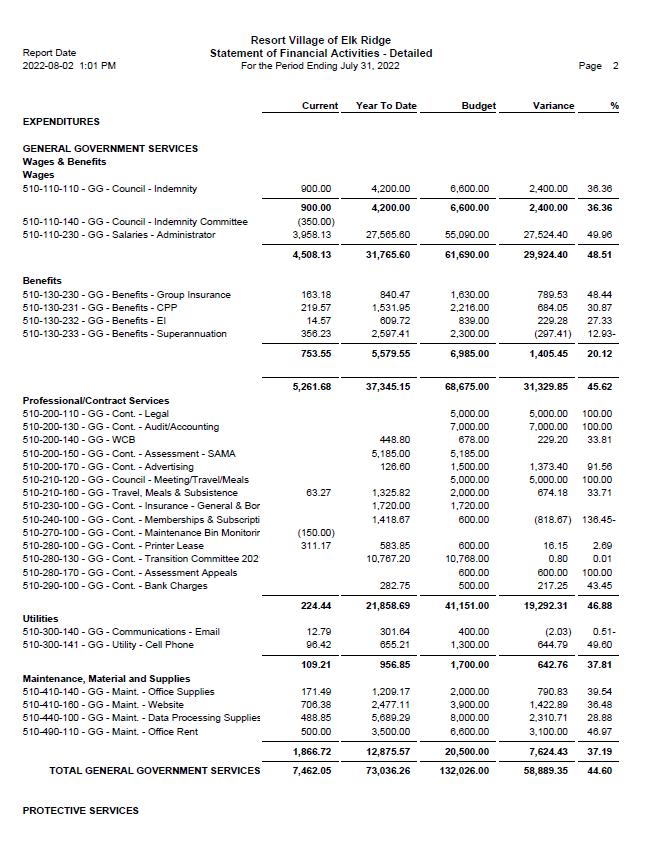 Resort Village of Elk Ridge
Report Date Statement of Financial Activities - Detailed
2022-08-02 1:01 PM For the Period Ending July 31, 2022 Page 2
Current Year To Date Budget Variance %
EXPENDITURES
GENERAL GOVERNMENT SERVICES
Wages & Benefits
Wages
510-110-110 - GG - Council - Indemnity 900.00 4,200.00 6,600.00 2,400.00 36.36
900.00 4,200.00 6,600.00 2,400.00 36.36
510-110-140 - GG - Council - Indemnity Committee (350.00)
510-110-230 - GG - Salaries - Administrator 3,958.13 27,565.60 55,090.00 27,524.40 49.96
4,508.13 31,765.60 61,690.00 29,924.40 48.51
Benefits
510-130-230 - GG - Benefits - Group Insurance 163.18 840.47 1,630.00 789.53 48.44
510-130-231 - GG - Benefits - CPP 219.57 1,531.95 2,216.00 684.05 30.87
510-130-232 - GG - Benefits - EI 14.57 609.72 839.00 229.28 27.33
510-130-233 - GG - Benefits - Superannuation 356.23 2,597.41 2,300.00 (297.41) 12.93-
753.55 5,579.55 6,985.00 1,405.45 20.12
5,261.68 37,345.15 68,675.00 31,329.85 45.62
Professional/Contract Services
510-200-110 - GG - Cont. - Legal 5,000.00 5,000.00 100.00
510-200-130 - GG - Cont. - Audit/Accounting 7,000.00 7,000.00 100.00
510-200-140 - GG - WCB 448.80 678.00 229.20 33.81
510-200-150 - GG - Cont. - Assessment - SAMA 5,185.00 5,185.00
510-200-170 - GG - Cont. - Advertising 126.60 1,500.00 1,373.40 91.56
510-210-120 - GG - Council - Meeting/Travel/Meals 5,000.00 5,000.00 100.00
510-210-160 - GG - Travel, Meals & Subsistence 63.27 1,325.82 2,000.00 674.18 33.71
510-230-100 - GG - Cont. - Insurance - General & Bor 1,720.00 1,720.00
510-240-100 - GG - Cont. - Memberships & Subscripti 1,418.67 600.00 (818.67) 136.45-
510-270-100 - GG - Cont. - Maintenance Bin Monitorir (150.00)
510-280-100 - GG - Cont. - Printer Lease 311.17 583.85 600.00 16.15 2.69
510-280-130 - GG - Cont. - Transition Committee 202 10,767.20 10,768.00 0.80 0.01
510-280-170 - GG - Cont. - Assessment Appeals 600.00 600.00 100.00
510-290-100 - GG - Cont. - Bank Charges 282.75 500.00 217.25 43.45
224.44 21,858.69 41,151.00 19,292.31 46.88
Utilities
510-300-140 - GG - Communications - Email 12.79 301.64 400.00 (2.03) 0.51-
510-300-141 - GG - Utility - Cell Phone 96.42 655.21 1,300.00 644.79 49.60
109.21 956.85 1,700.00 642.76 37.81
Maintenance, Material and Supplies
510-410-140 - GG - Maint. - Office Supplies 171.49 1,209.17 2,000.00 790.83 39.54
510-410-160 - GG - Maint. - Website 706.38 2,477.11 3,900.00 1,422.89 36.48
510-440-100 - GG - Maint. - Data Processing Supplies 488.85 5,689.29 8,000.00 2,310.71 28.88
510-490-110 - GG - Maint. - Office Rent 500.00 3,500.00 6,600.00 3,100.00 46.97
1,866.72 12,875.57 20,500.00 7,624.43 37.19
TOTAL GENERAL GOVERNMENT SERVICES 7,462.05 73,036.26 132,026.00 58,889.35 44.60
PROTECTIVE SERVICES